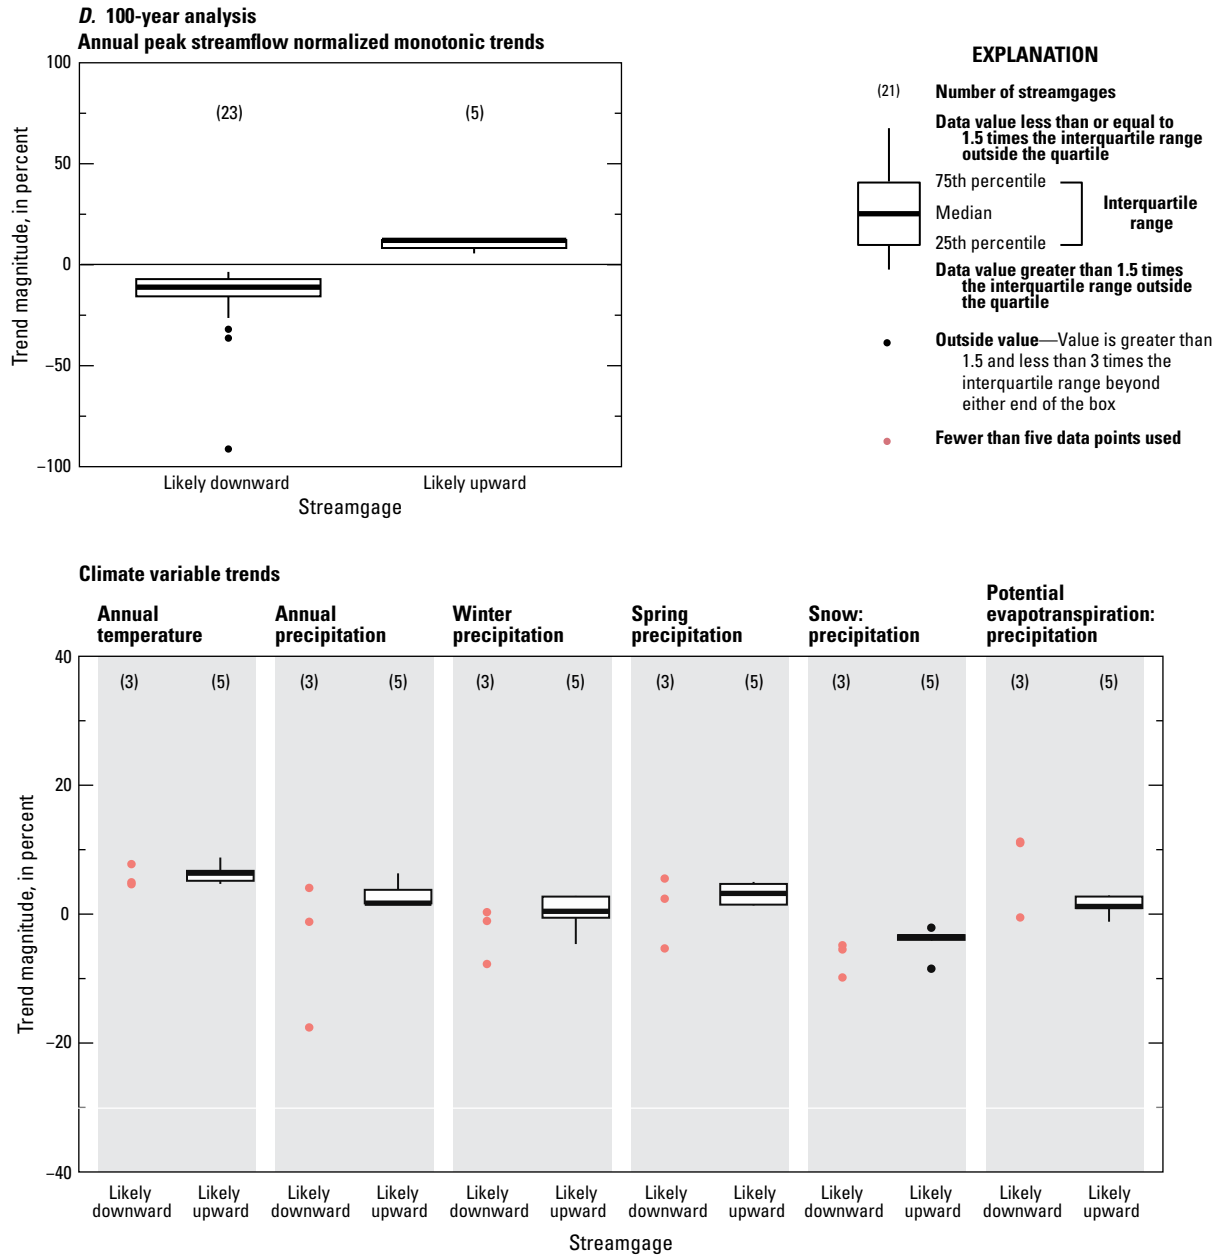 D. 100-year analysis
Annual peak streamflow normalized monotonic trends
100
50
0
−50
−100
Trend magnitude, in percent
(23)
(5)
Likely downward
Likely upward
Streamgage
EXPLANATION
(21)
Number of streamgages
Data value less than or equal to
1.5 times the interquartile range
outside the quartile
75th percentile
Median
25th percentile
Interquartile
range
Data value greater than 1.5 times
the interquartile range outside
the quartile
Outside value—Value is greater than
1.5 and less than 3 times the
interquartile range beyond
either end of the box
Fewer than five data points used
Climate variable trends
Annual
temperature
Annual
precipitation
Winter
precipitation
Spring
precipitation
Snow:
precipitation
Potential
evapotranspiration:
precipitation
40
20
0
−20
−40
Trend magnitude, in percent
(3)
(5)
(3)
(5)
(3)
(5)
(3)
(5)
(3)
(5)
(3)
(5)
Likely
downward
Likely
upward
Likely
downward
Likely
upward
Likely
downward
Likely
upward
Likely
downward
Likely
upward
Likely
downward
Likely
upward
Likely
downward
Likely
upward
Streamgage